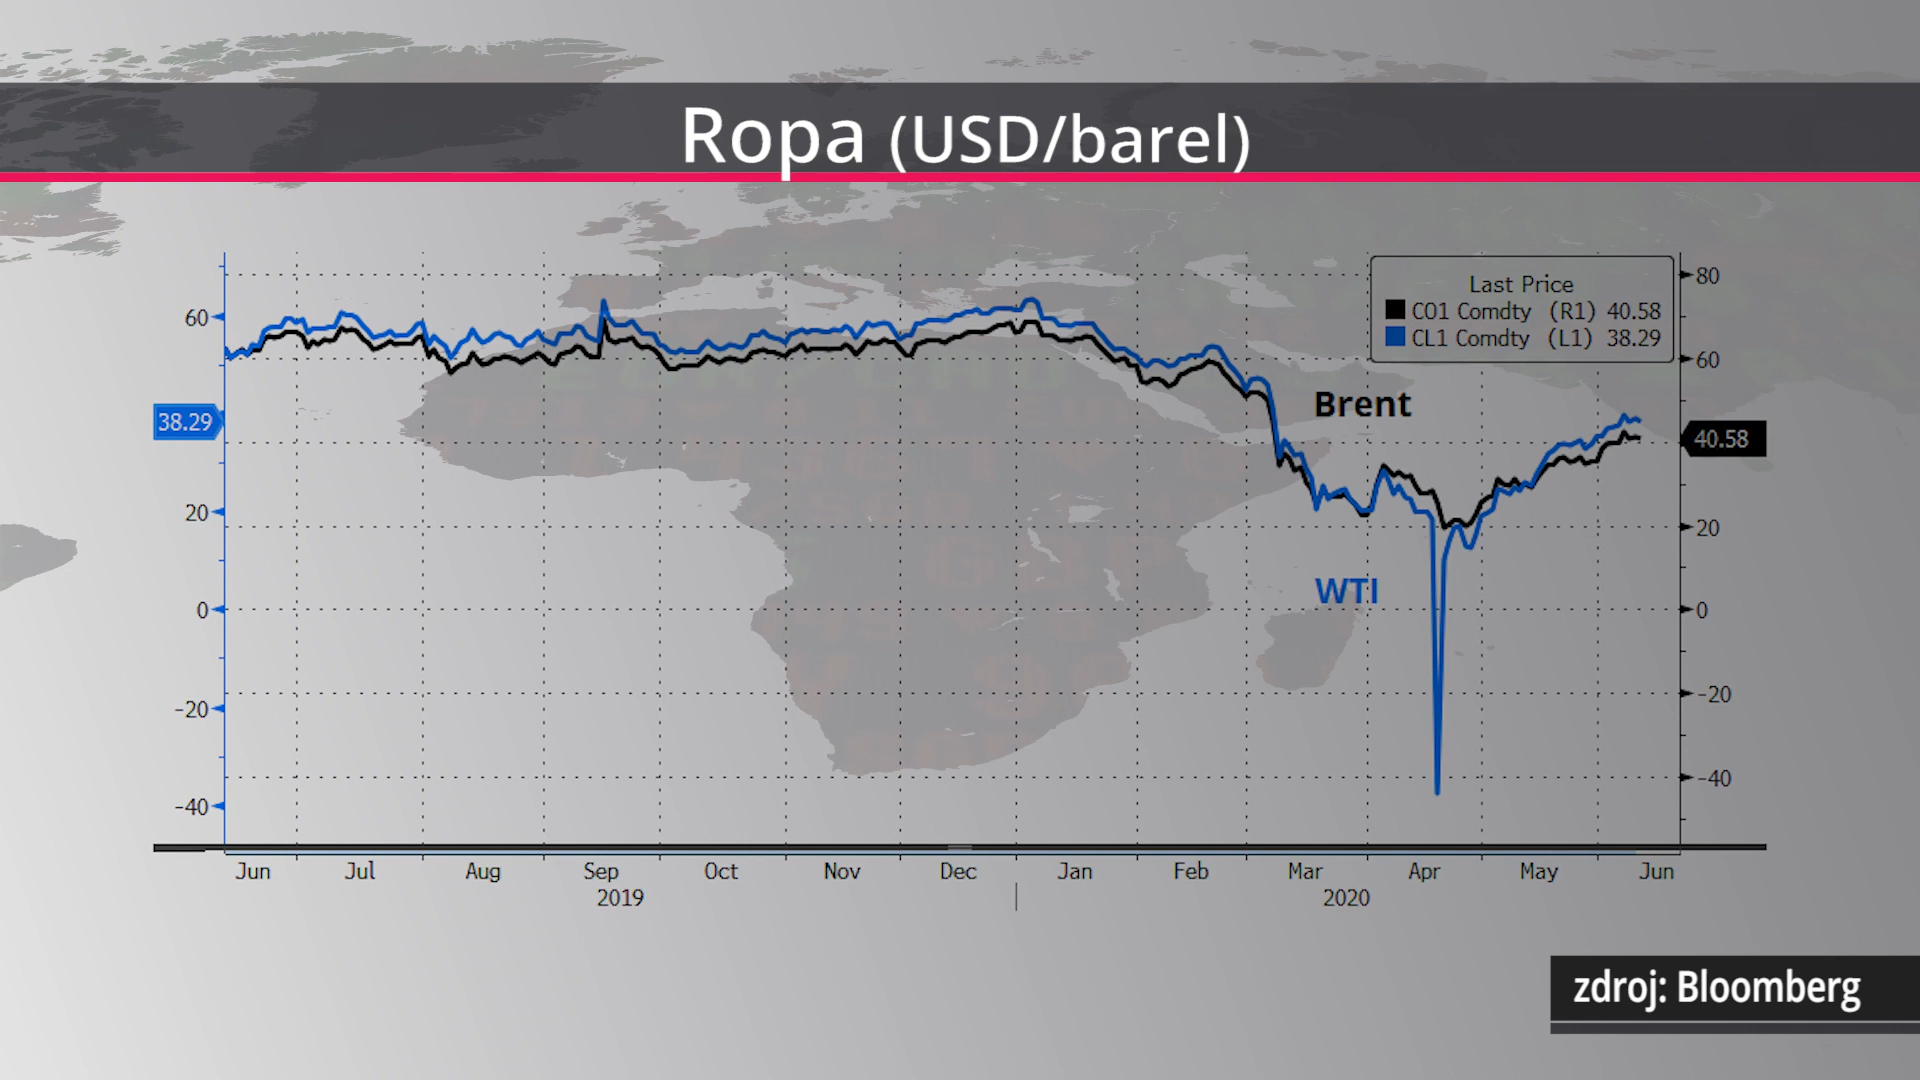 Ropa (USD/barel)
Last Price
CO1 Comdty (R1) 40.58
CL1 Comdty (L1) 38.29
60
20
0
-20
-40
38.29
80
60
20
0
-20
-40
40.58
Brent
WTI
Jun Jul Aug Sep Oct Nov Dec Jan Feb Mar Apr May Jun
2019 2020
zdroj: Bloomberg